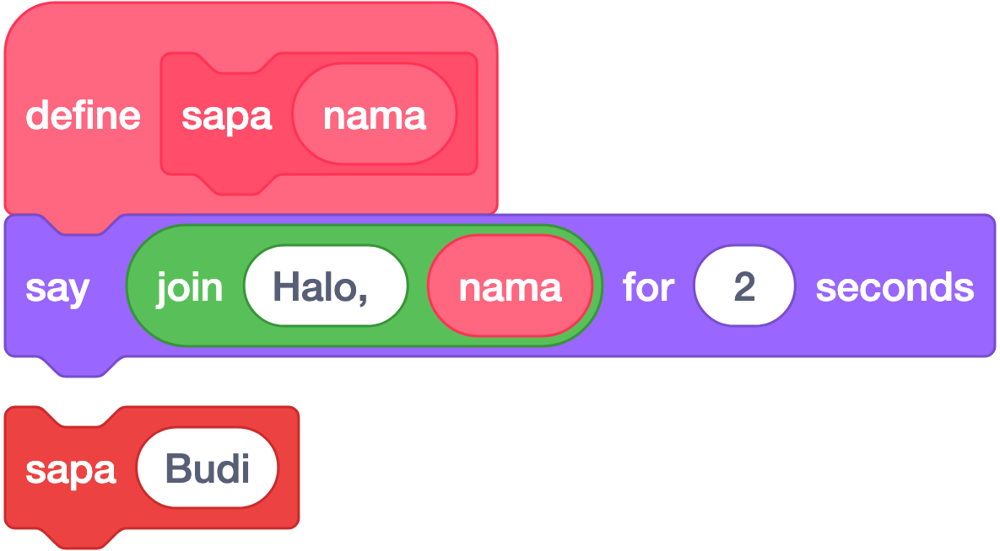 define sapa nama
say join Halo, nama for 2 seconds
sapa Budi